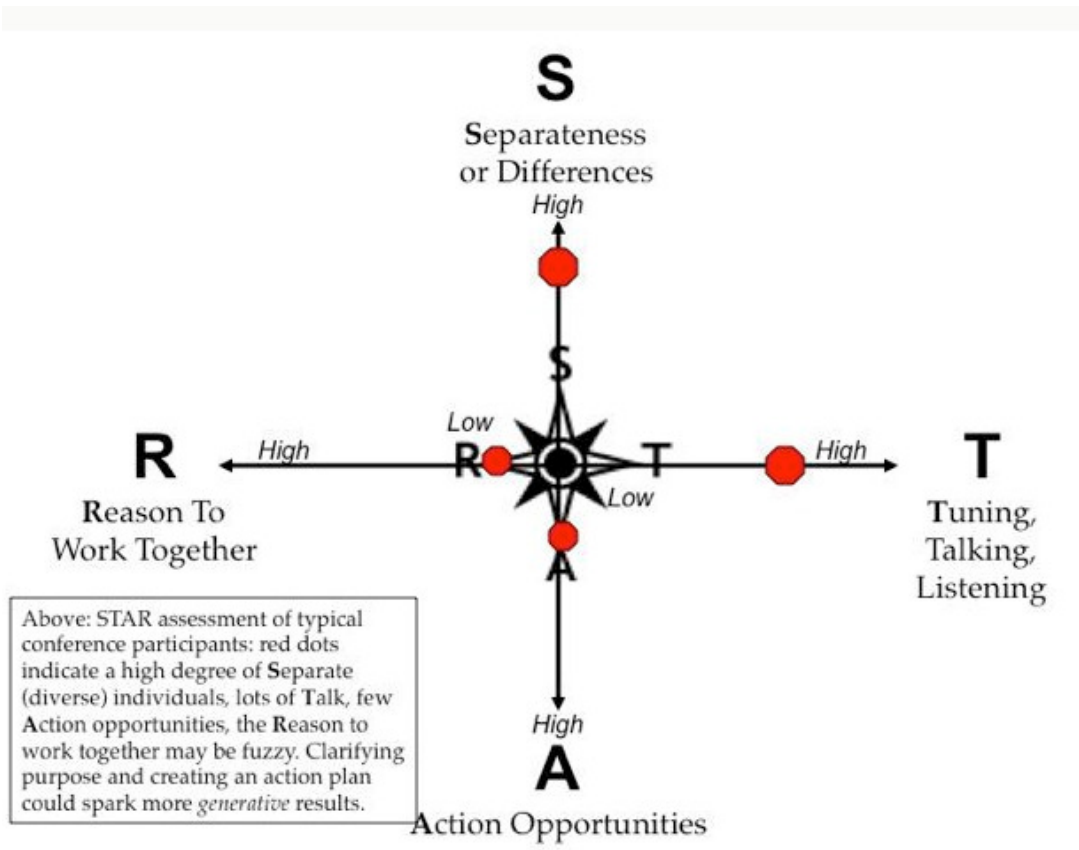 S
Separateness
or Differences
High
S
Low
R
High
R
T
High
T
Low
Reason To
Work Together
Tuning,
Talking,
Listening
A
Above: STAR assessment of typical
conference participants: red dots
indicate a high degree of Separate
(diverse) individuals, lots of Talk, few
Action opportunities, the Reason to
work together may be fuzzy. Clarifying
purpose and creating an action plan
could spark more generative results.
High
A
Action Opportunities